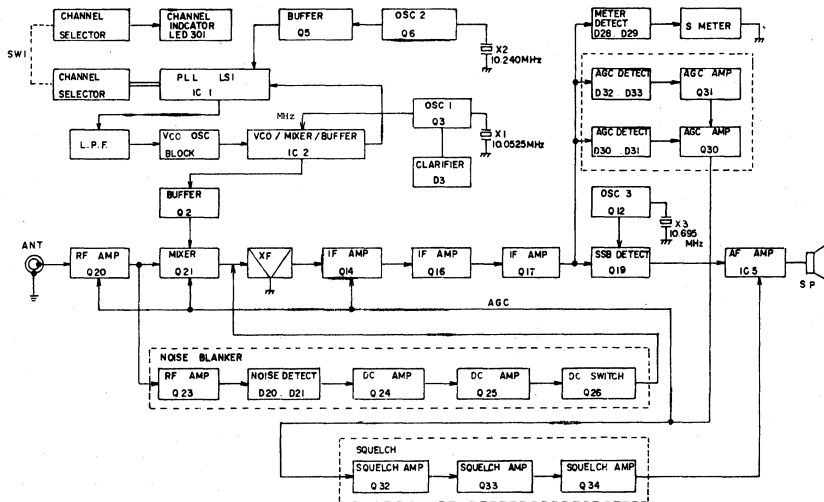 CHANNEL
SELECTOR
CHANNEL
INDCATOR
LED 301
BUFFER
Q5
OSC 2
Q6
X2
10.240MHz
METER
DETECT
D28 . D29
S METER
SW1
CHANNEL
SELECTOR
PLL LSI
IC 1
AGC DETECT
D32 . D33
AGC AMP
Q31
MHz
OSC 1
Q3
X1
10.0525MHz
L.P.F.
VCO OSC
BLOCK
VCO / MIXER / BUFFER
IC 2
CLARIFIER
D3
AGC DETECT
D30 . D31
AGC AMP
Q30
BUFFER
Q2
OSC 3
Q12
X3
10.695
MHz
ANT
RF AMP
Q20
MIXER
Q21
XF
IF AMP
Q14
IF AMP
Q16
IF AMP
Q17
SSB DETECT
Q19
AF AMP
IC5
SP
AGC
NOISE BLANKER
RF AMP
Q23
NOISE DETECT
D20 . D21
DC AMP
Q24
DC AMP
Q25
DC SWITCH
Q26
SQUELCH
SQUELCH AMP
Q32
SQUELCH AMP
Q33
SQUELCH AMP
Q34